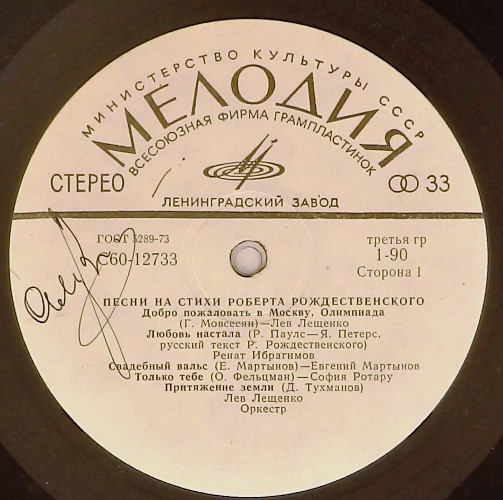 МИНИСТЕРСТВО КУЛЬТУРЫ СССР
МЕЛОДИЯ
ВСЕСОЮЗНАЯ ФИРМА ГРАМПЛАСТИНОК
СТЕРЕО
33
ЛЕНИНГРАДСКИЙ ЗАВОД
ГОСТ 5289-73
С60-12733
третья гр
1-90
Сторона 1
ПЕСНИ НА СТИХИ РОБЕРТА РОЖДЕСТВЕНСКОГО
Добро пожаловать в Москву, Олимпиада
(Г. Мовсесян)—Лев Лещенко
Любовь настала (Р. Паулс—Я. Петерс,
русский текст Р. Рождественского)
Ренат Ибрагимов
Свадебный вальс (Е. Мартынов)—Евгений Мартынов
Только тебе (О. Фельцман)—София Ротару
Притяжение земли (Д. Тухманов)
Лев Лещенко
Оркестр